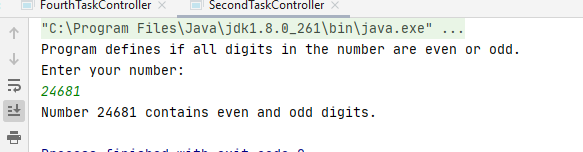 FourthTaskController × SecondTaskController ×
"C:\Program Files\Java\jdk1.8.0_261\bin\java.exe" ...
Program defines if all digits in the number are even or odd.
Enter your number:
24681
Number 24681 contains even and odd digits.
Process finished with exit code 0